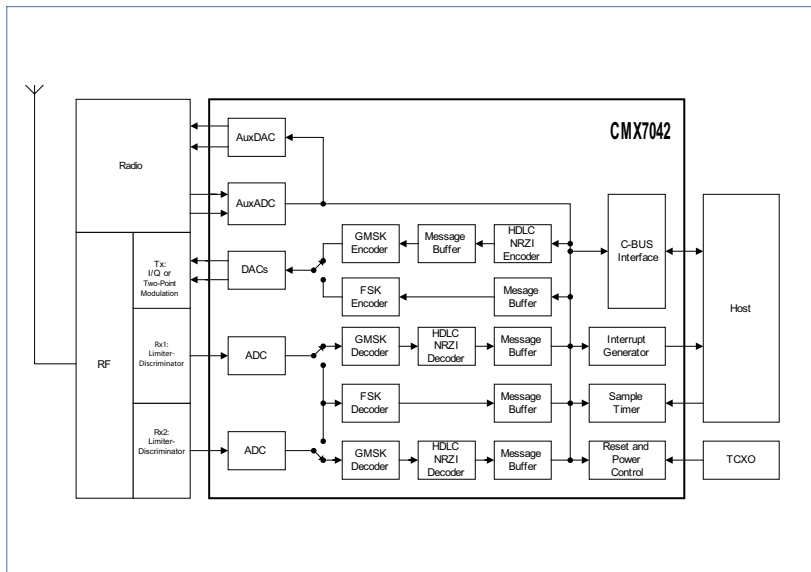 CMX7042
AuxDAC
Radio
AuxADC
GMSK
Encoder
Message
Buffer
HDLC
NRZI
Encoder
C-BUS
Interface
Tx:
I/Q or
Two-Point
Modulation
DACs
FSK
Encoder
Mesage
Buffer
Host
RF
Rx1:
Limiter-
Discriminator
ADC
GMSK
Decoder
HDLC
NRZI
Decoder
Message
Buffer
Interrupt
Generator
FSK
Decoder
Message
Buffer
Sample
Timer
Rx2:
Limiter-
Discriminator
ADC
GMSK
Decoder
HDLC
NRZI
Decoder
Message
Buffer
Reset and
Power
Control
TCXO